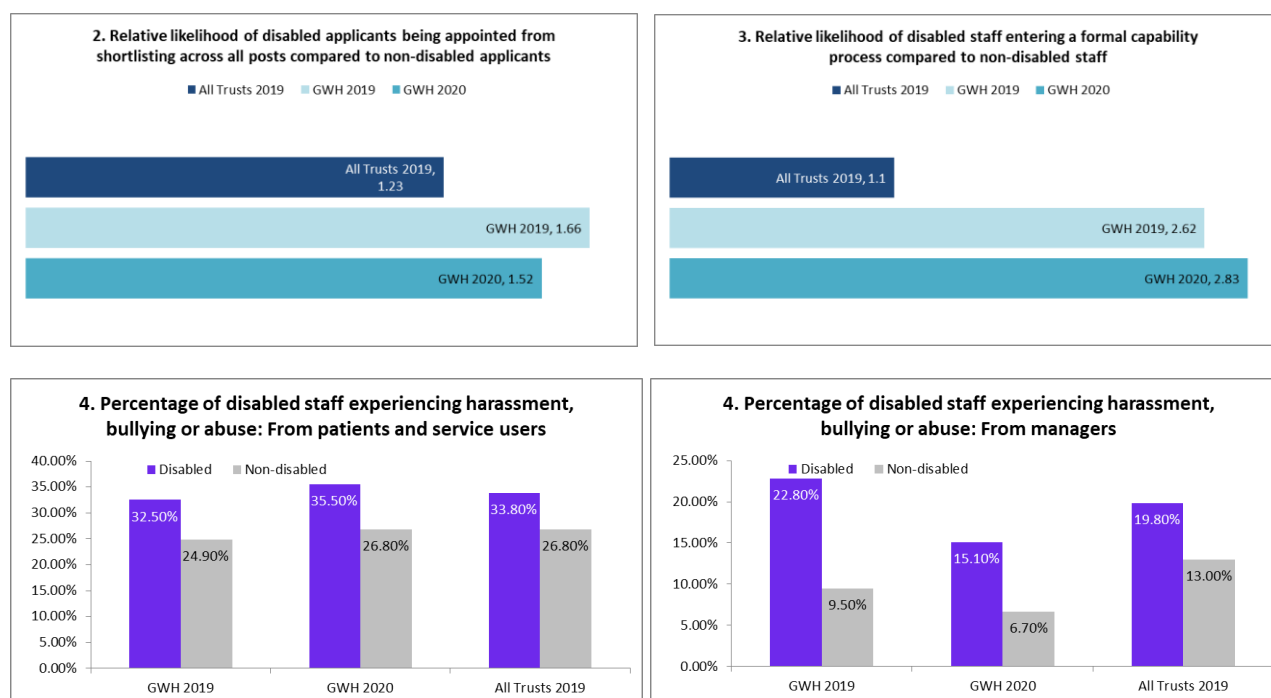 2. Relative likelihood of disabled applicants being appointed from
shortlisting across all posts compared to non-disabled applicants
All Trusts 2019 GWH 2019 GWH 2020
All Trusts 2019,
1.23
GWH 2019, 1.66
GWH 2020, 1.52
3. Relative likelihood of disabled staff entering a formal capability
process compared to non-disabled staff
All Trusts 2019 GWH 2019 GWH 2020
All Trusts 2019, 1.1
GWH 2019, 2.62
GWH 2020, 2.83
4. Percentage of disabled staff experiencing harassment,
bullying or abuse: From patients and service users
Disabled Non-disabled
40.00%
35.00%
30.00%
25.00%
20.00%
15.00%
10.00%
5.00%
0.00%
32.50% 24.90% 35.50% 26.80% 33.80% 26.80%
GWH 2019 GWH 2020 All Trusts 2019
4. Percentage of disabled staff experiencing harassment,
bullying or abuse: From managers
Disabled Non-disabled
25.00%
20.00%
15.00%
10.00%
5.00%
0.00%
22.80% 9.50% 15.10% 6.70% 19.80% 13.00%
GWH 2019 GWH 2020 All Trusts 2019